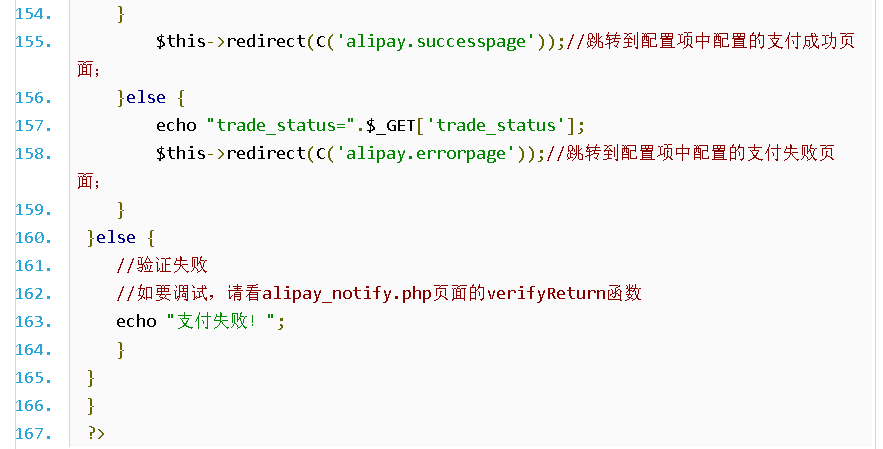 154. }
155. $this->redirect(C('alipay.successpage'));//跳转到配置项中配置的支付成功页
面；
156. }else {
157. echo "trade_status=".$_GET['trade_status'];
158. $this->redirect(C('alipay.errorpage'));//跳转到配置项中配置的支付失败页
面；
159. }
160. }else {
161. //验证失败
162. //如要调试，请看alipay_notify.php页面的verifyReturn函数
163. echo "支付失败！";
164. }
165. }
166. }
167. ?>